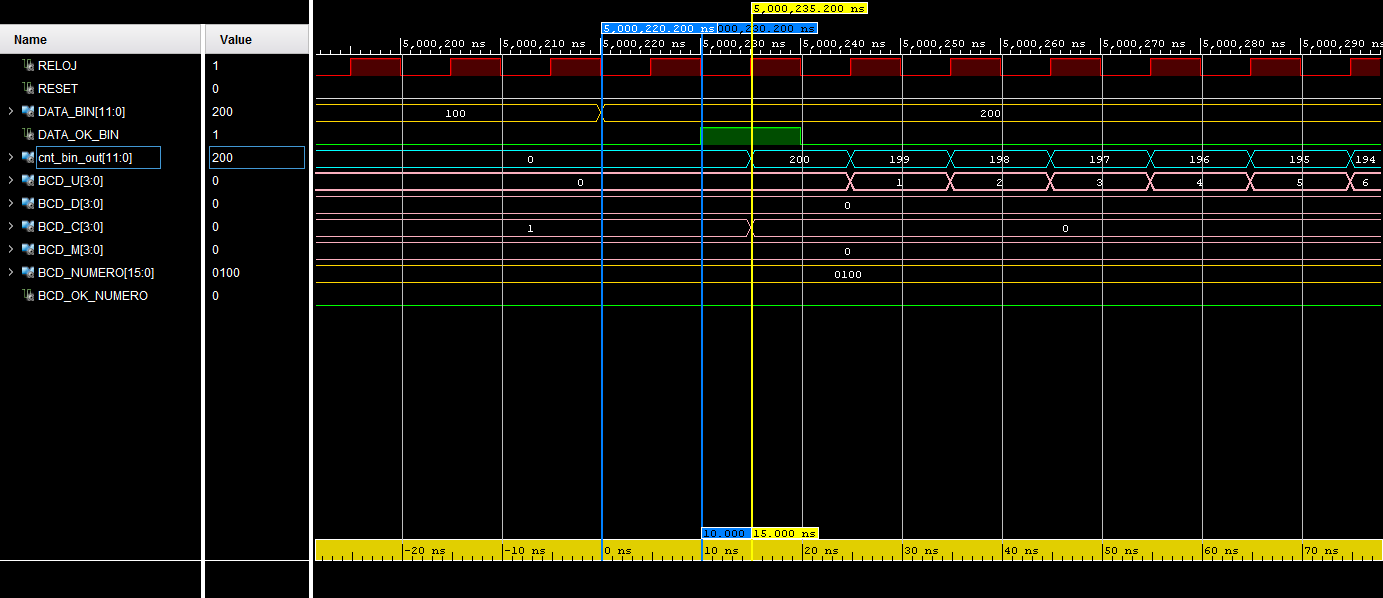 5,000,235.200 ns
5,000,220.200 ns
Name Value
5,000,200 ns 5,000,210 ns 5,000,220 ns 5,000,230 ns 5,000,240 ns 5,000,250 ns 5,000,260 ns 5,000,270 ns 5,000,280 ns 5,000,290 ns
RELOJ 1
RESET 0
DATA_BIN[11:0] 200 100 200
DATA_OK_BIN 1
cnt_bin_out[11:0] 200 0 200 199 198 197 196 195 194
BCD_U[3:0] 0 0 1 2 3 4 5 6
BCD_D[3:0] 0 0
BCD_C[3:0] 0 1 0
BCD_M[3:0] 0 0
BCD_NUMERO[15:0] 0100 0100
BCD_OK_NUMERO 0
10.000 15.000 ns
-20 ns -10 ns 0 ns 10 ns 20 ns 30 ns 40 ns 50 ns 60 ns 70 ns